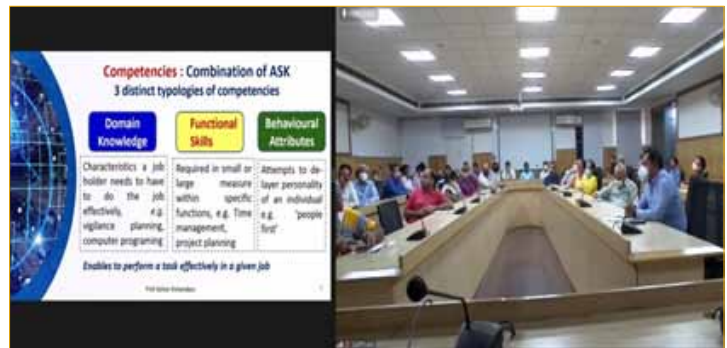 Competencies : Combination of ASK
3 distinct typologies of competencies
Domain
Knowledge
Functional
Skills
Behavioural
Attributes
Characteristics a job
holder needs to have
to do the job
effectively, e.g.
vigilance planning,
computer programing
Required in small or
large measure
within specific
functions, e.g. Time
management,
project planning
Attempts to de-
layer personality
of an individual
e.g. 'people
first'
Enables to perform a task effectively in a given job